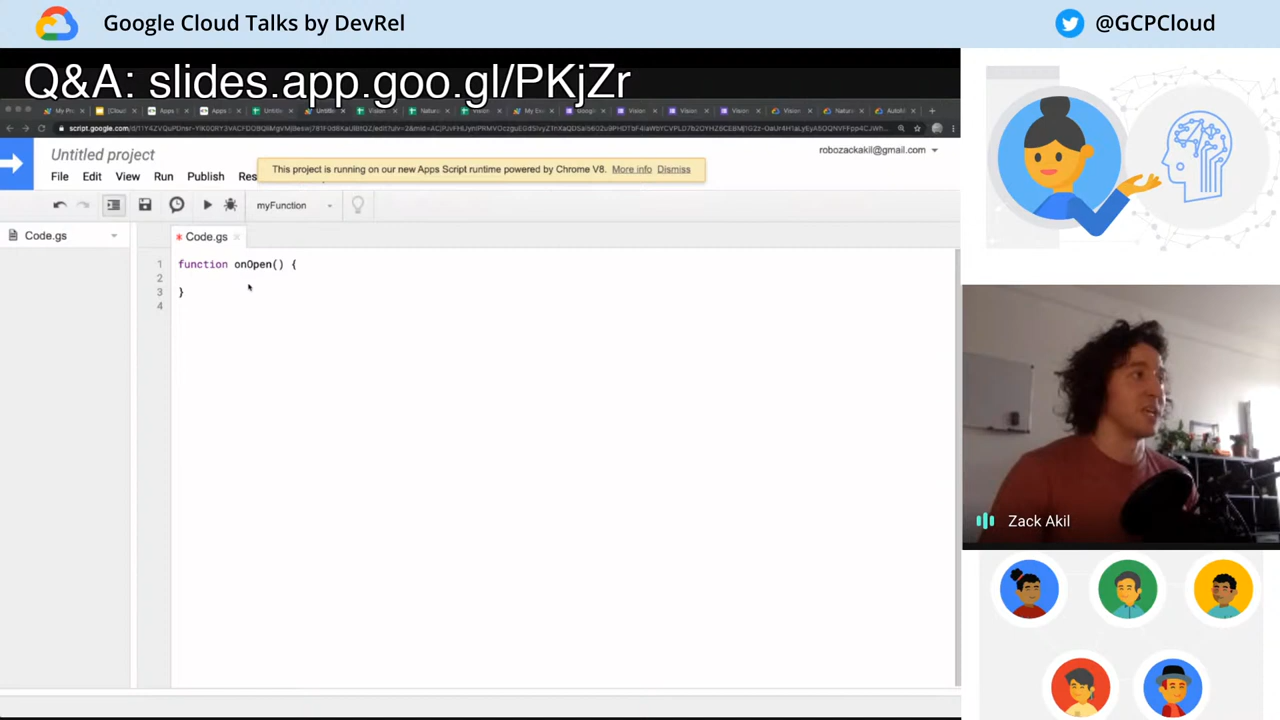 Google Cloud Talks by DevRel
@GCPCloud
Q&A: slides.app.goo.gl/PKjZr
Untitled project
robozackakil@gmail.com
This project is running on our new Apps Script runtime powered by Chrome V8. More info Dismiss
File Edit View Run Publish Res
myFunction
Code.gs
* Code.gs
1 function onOpen() {
2
3 }
4
Zack Akil